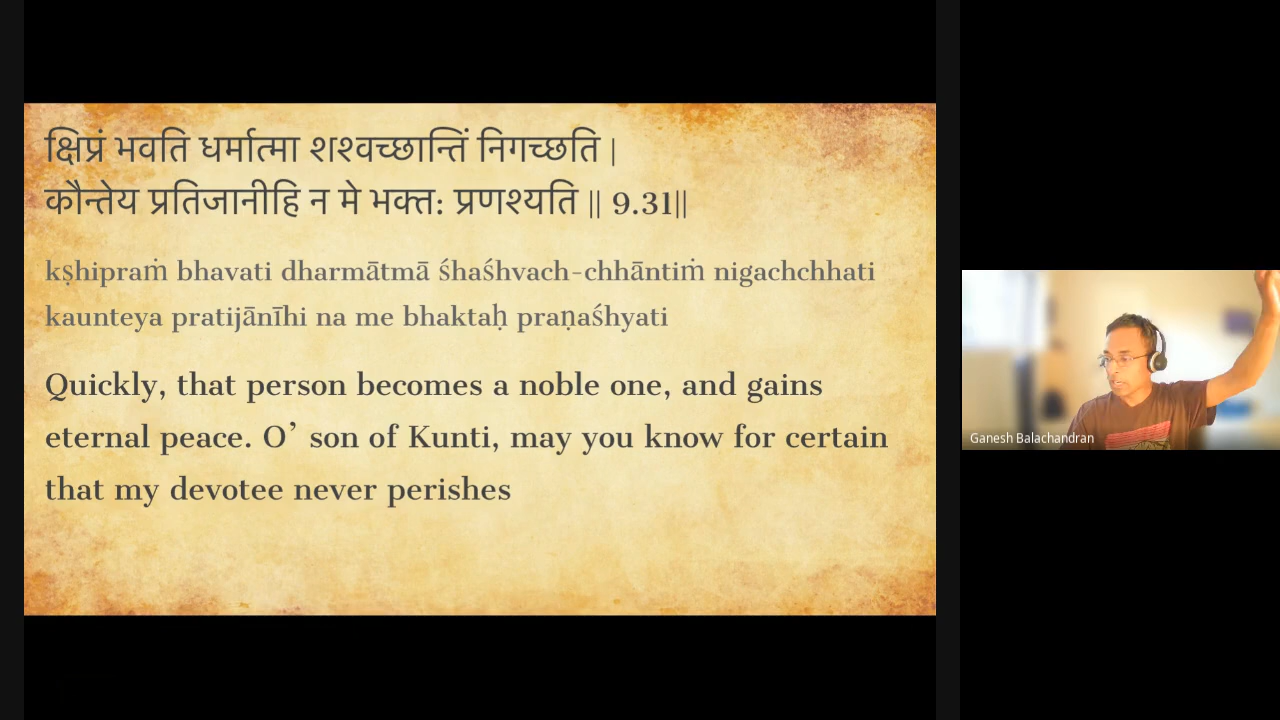 क्षिप्रं भवति धर्मात्मा शश्वच्छान्तिं निगच्छति |
कौन्तेय प्रतिजानीहि न मे भक्त: प्रणश्यति || 9.31||
kṣhipraṁ bhavati dharmātmā śhaśhvach-chhāntiṁ nigachchhati
kaunteya pratijānīhi na me bhaktaḥ praṇaśhyati
Quickly, that person becomes a noble one, and gains
eternal peace. O’ son of Kunti, may you know for certain
that my devotee never perishes
Ganesh Balachandran